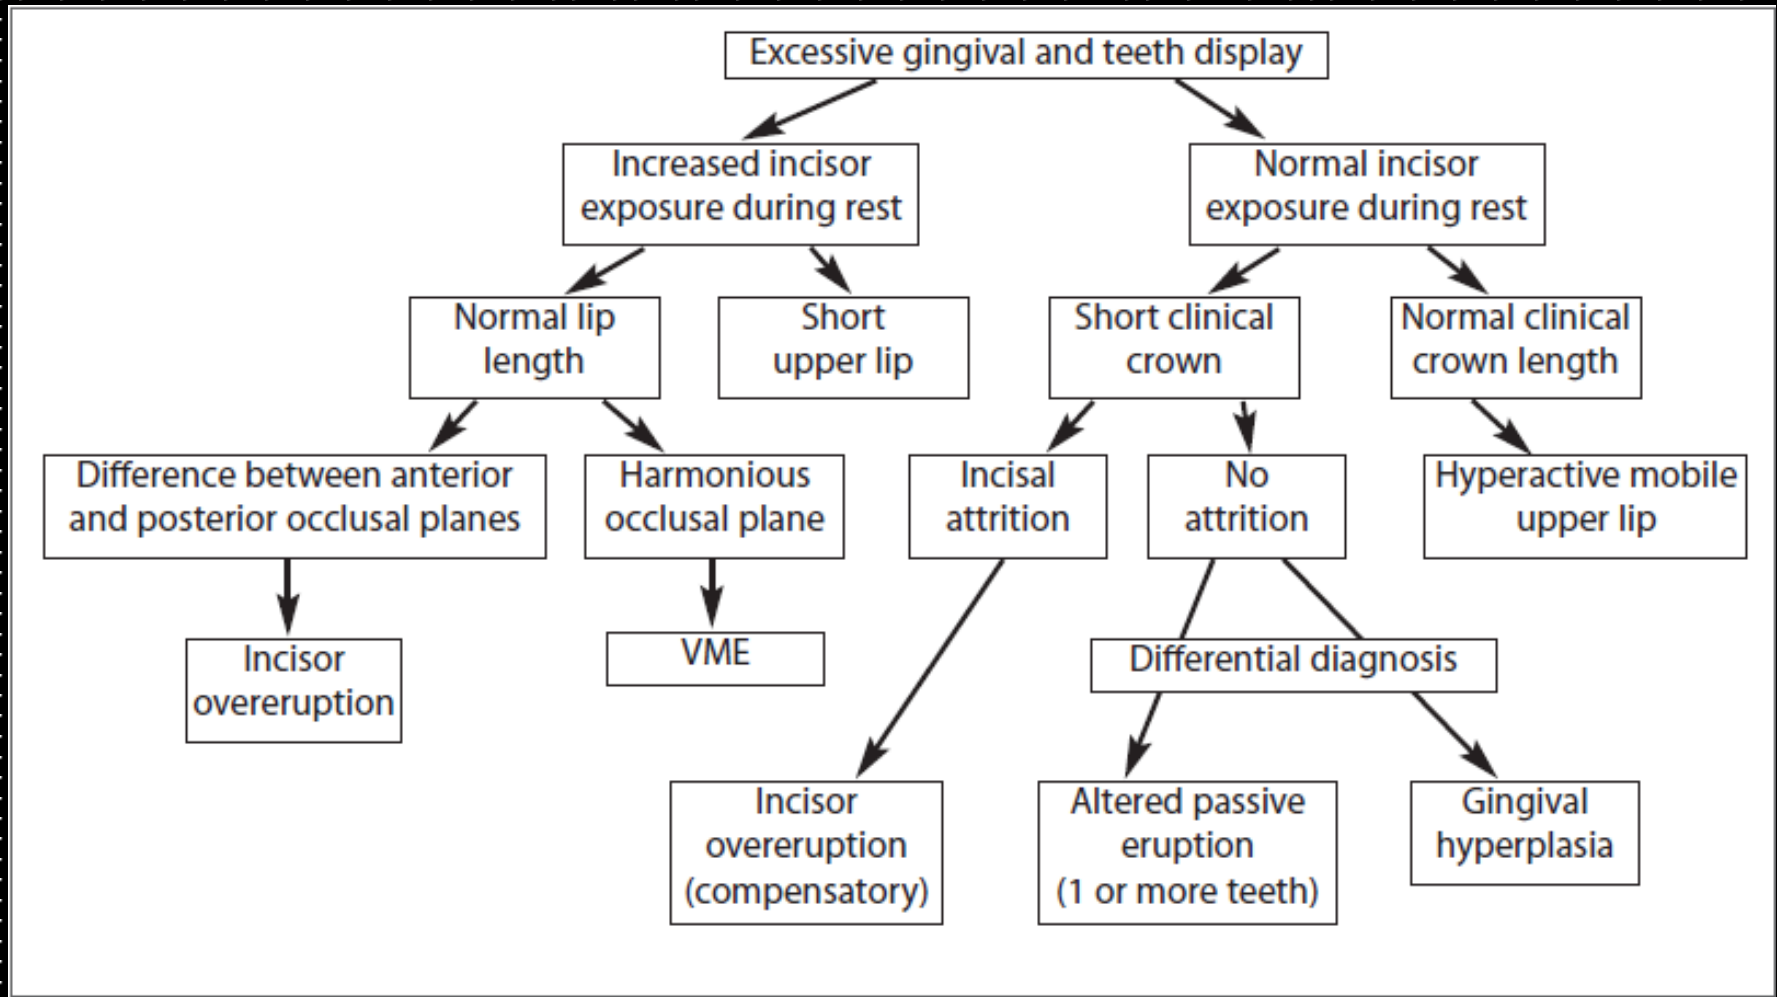 Excessive gingival and teeth display
Increased incisor
exposure during rest
Normal incisor
exposure during rest
Normal lip
length
Short
upper lip
Short clinical
crown
Normal clinical
crown length
Difference between anterior
and posterior occlusal planes
Harmonious
occlusal plane
Incisal
attrition
No
attrition
Hyperactive mobile
upper lip
Incisor
overeruption
VME
Differential diagnosis
Incisor
overeruption
(compensatory)
Altered passive
eruption
(1 or more teeth)
Gingival
hyperplasia